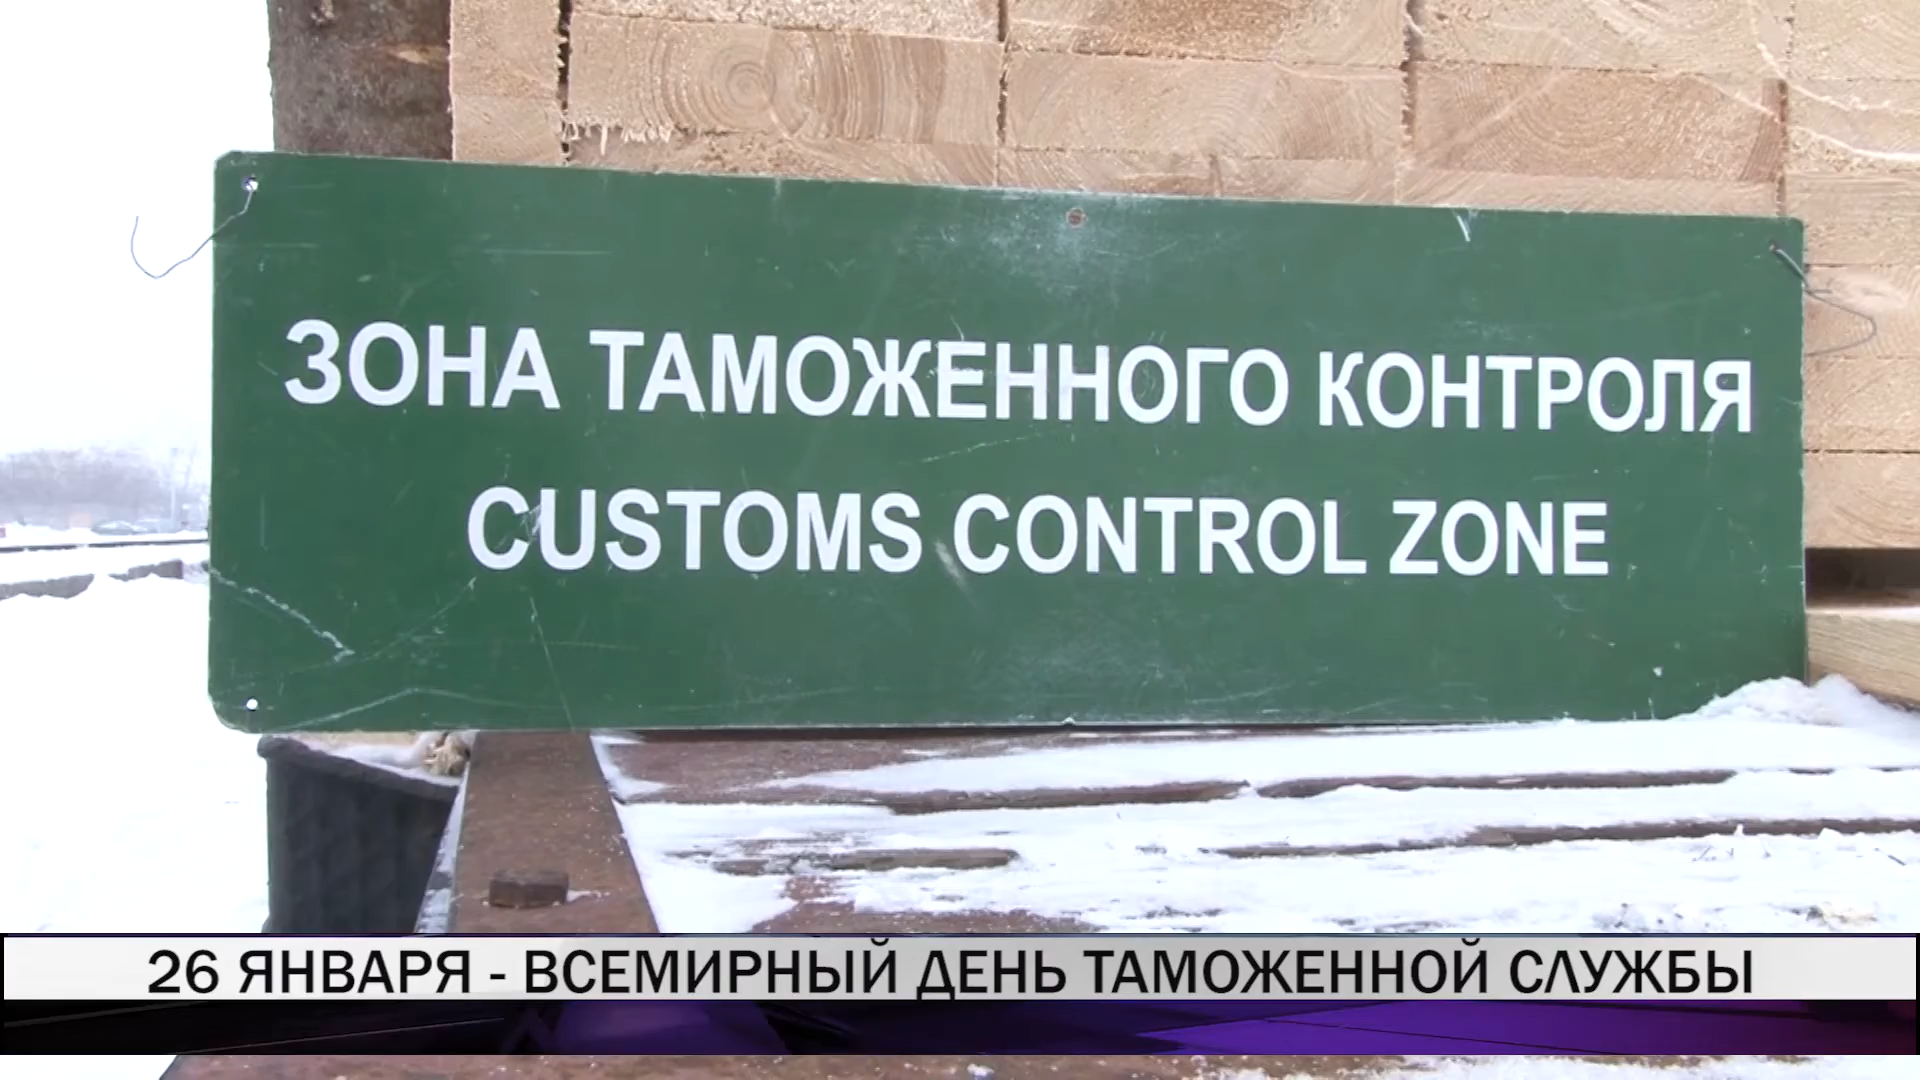 ЗОНА ТАМОЖЕННОГО КОНТРОЛЯ
CUSTOMS CONTROL ZONE
26 ЯНВАРЯ - ВСЕМИРНЫЙ ДЕНЬ ТАМОЖЕННОЙ СЛУЖБЫ